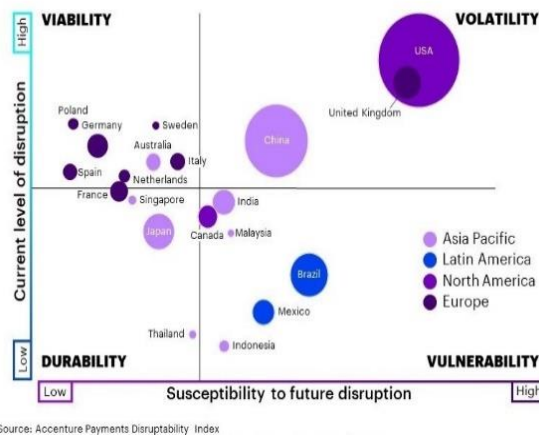 VIABILITY
VOLATILITY
High
USA
United Kingdom
Poland
Germany
Sweden
Australia
China
Italy
Spain
Netherlands
France
Singapore
India
Japan
Canada
Malaysia
Asia Pacific
Latin America
North America
Europe
Brazil
Mexico
Thailand
Indonesia
Current level of disruption
Low
DURABILITY
VULNERABILITY
Low
Susceptibility to future disruption
High
Source: Accenture Payments Disruptability Index